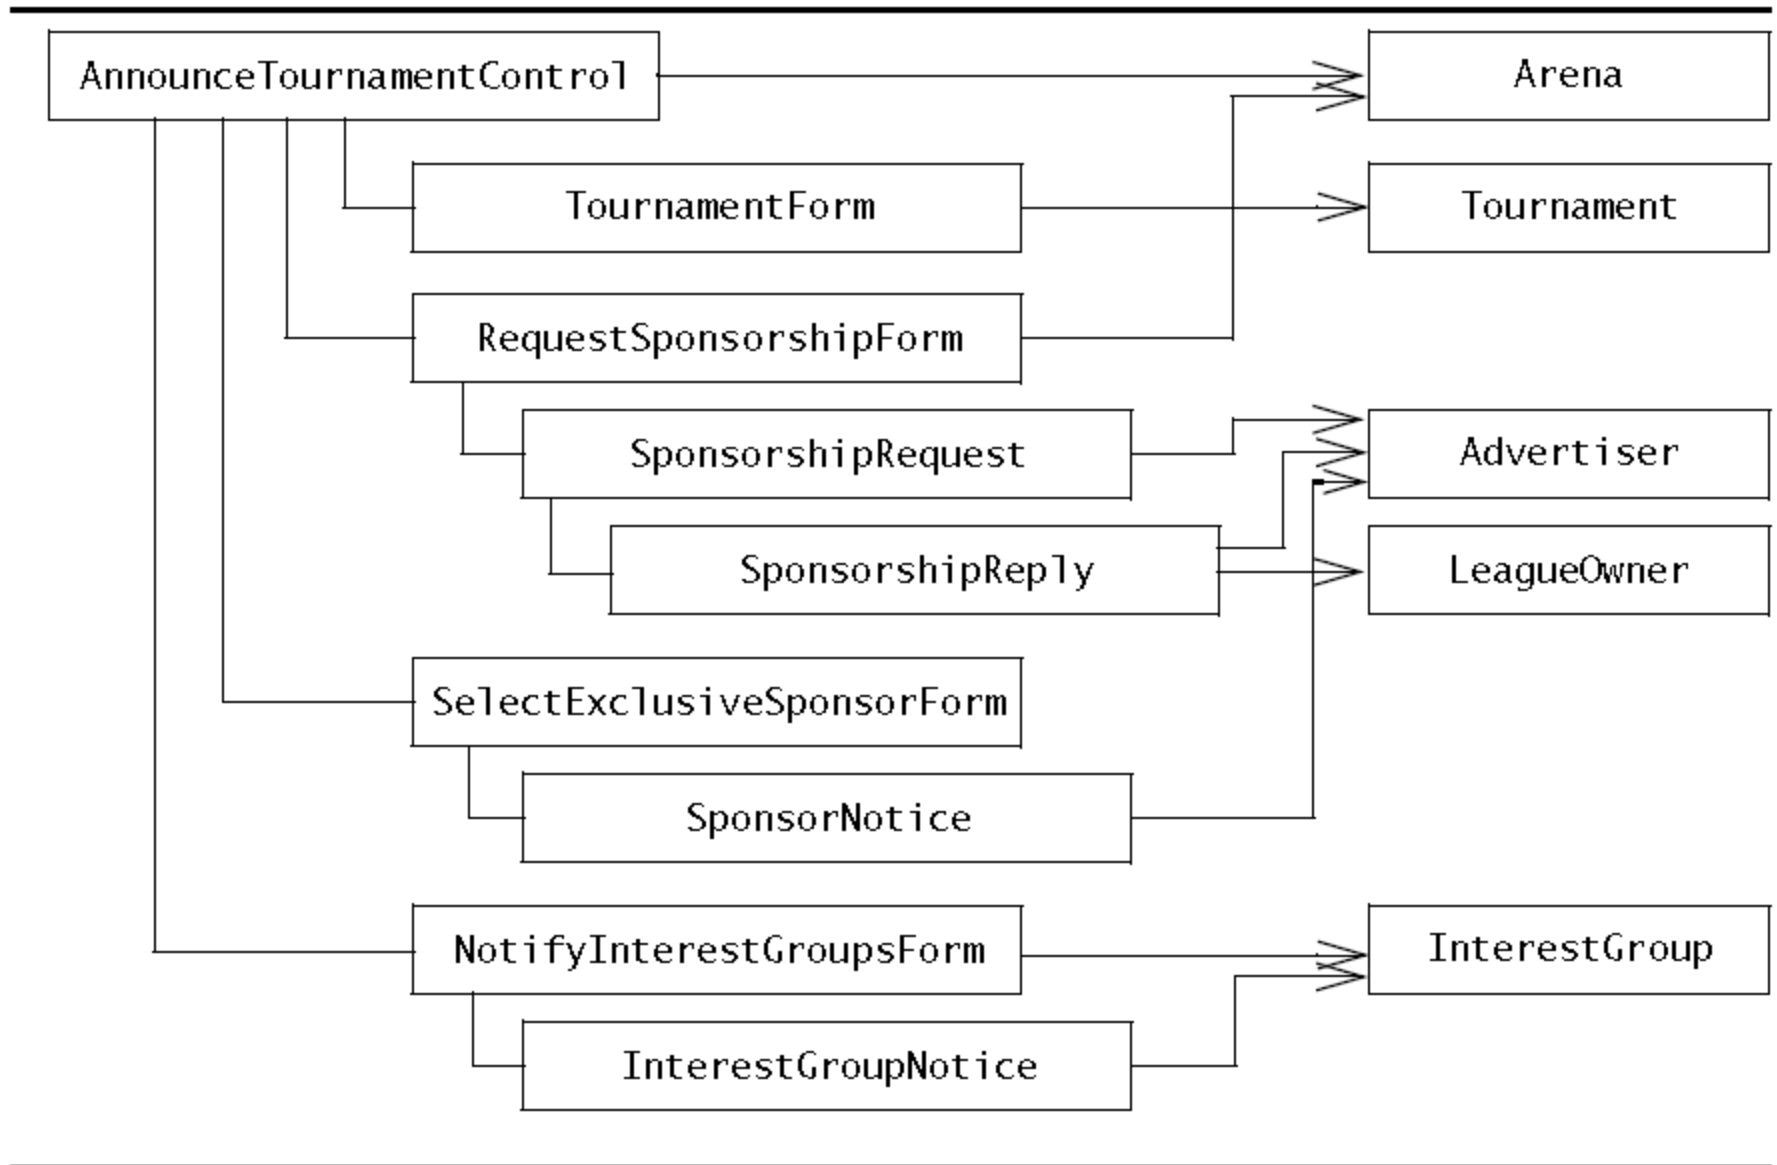 AnnounceTournamentControl
Arena
TournamentForm
Tournament
RequestSponsorshipForm
SponsorshipRequest
Advertiser
SponsorshipReply
LeagueOwner
SelectExclusiveSponsorForm
SponsorNotice
NotifyInterestGroupsForm
InterestGroup
InterestGroupNotice